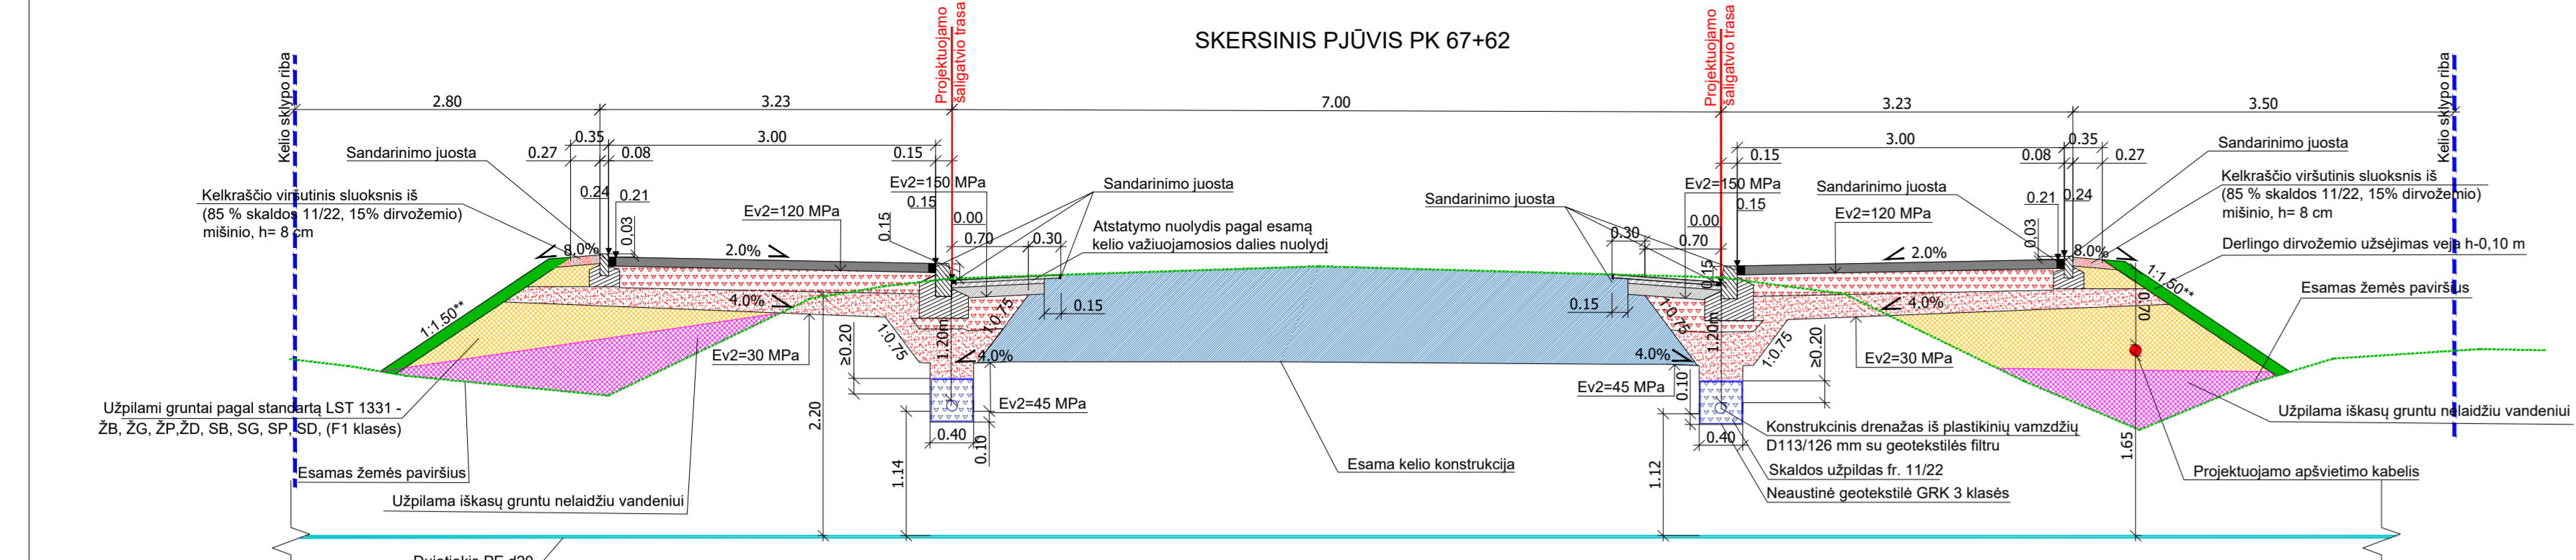 SKERSINIS PJŪVIS PK 67+62
Kelio sklypo riba
Projektuojamo
šaligatvio trasa
Projektuojamo
šaligatvio trasa
Kelio sklypo riba
2.80
3.23
7.00
3.23
3.50
0.35
3.00
0.27
0.08
0.15
0.24
0.21
0.03
Sandarinimo juosta
Kelkraščio viršutinis sluoksnis iš
(85 % skaldos 11/22, 15% dirvožemio)
mišinio, h= 8 cm
8.0%
2.0%
4.0%
Ev2=120 MPa
Ev2=150 MPa
0.15
0.15
0.00
0.70
0.30
Sandarinimo juosta
Atstatymo nuolydis pagal esamą
kelio važiuojamosios dalies nuolydį
0.15
1:1.50**
1:0.75
1:0.75
1.20m
4.0%
Ev2=30 MPa
≥0.20
Ev2=45 MPa
0.40
0.10
2.20
1.14
Užpilami gruntai pagal standartą LST 1331 -
ŽB, ŽG, ŽP,ŽD, SB, SG, SP, SD, (F1 klasės)
Esamas žemės paviršius
Užpilama iškasų gruntu nelaidžiu vandeniui
Dujotiekis PE d20
Esama kelio konstrukcija
Sandarinimo juosta
Ev2=150 MPa
0.00
0.30
0.70
0.15
0.15
0.15
0.15
3.00
0.35
0.08
0.27
0.21
0.24
0.03
Sandarinimo juosta
Ev2=120 MPa
2.0%
8.0%
4.0%
Sandarinimo juosta
Kelkraščio viršutinis sluoksnis iš
(85 % skaldos 11/22, 15% dirvožemio)
mišinio, h= 8 cm
Derlingo dirvožemio užsėjimas veja h-0,10 m
Esamas žemės paviršius
1:1.50**
0.70
1:0.75
1:0.75
1.20m
4.0%
Ev2=45 MPa
0.10
≥0.20
Ev2=30 MPa
0.40
1.12
1.65
Konstrukcinis drenažas iš plastikinių vamzdžių
D113/126 mm su geotekstilės filtru
Skaldos užpildas fr. 11/22
Neaustinė geotekstilė GRK 3 klasės
Užpilama iškasų gruntu nelaidžiu vandeniui
Projektuojamo apšvietimo kabelis